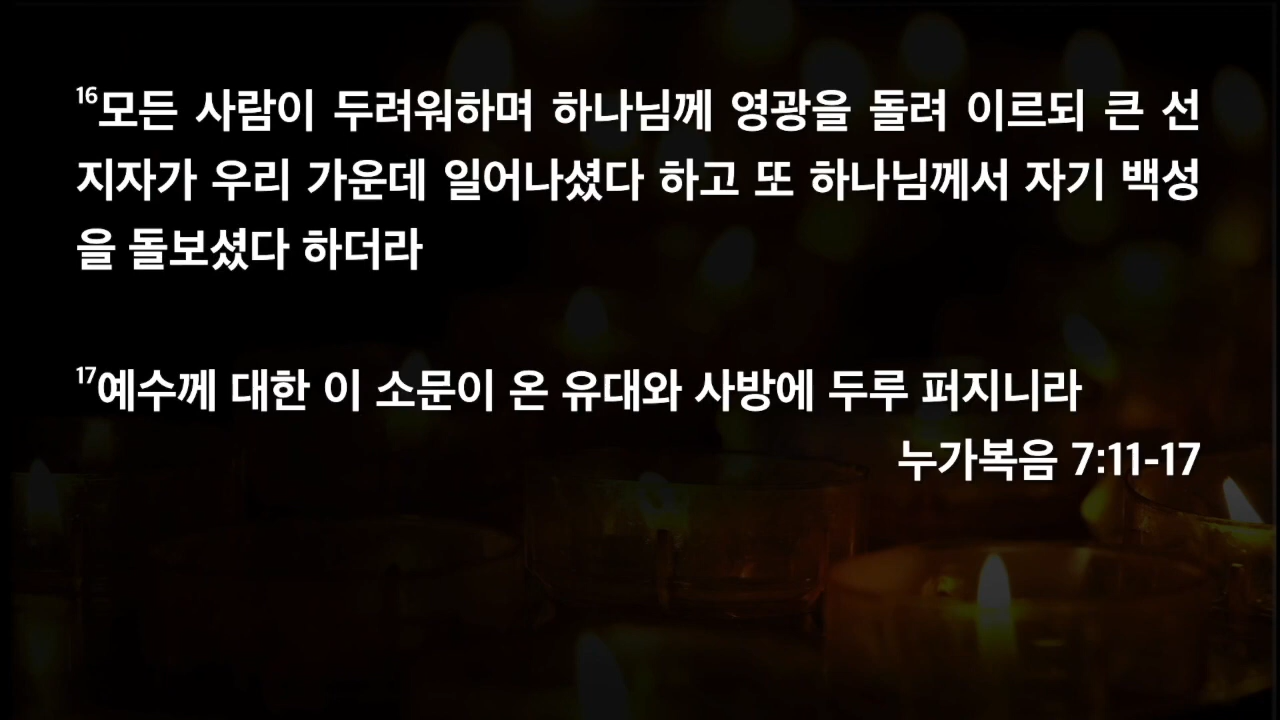 16모든 사람이 두려워하며 하나님께 영광을 돌려 이르되 큰 선
지자가 우리 가운데 일어나셨다 하고 또 하나님께서 자기 백성
을 돌보셨다 하더라
17예수께 대한 이 소문이 온 유대와 사방에 두루 퍼지니라
누가복음 7:11-17